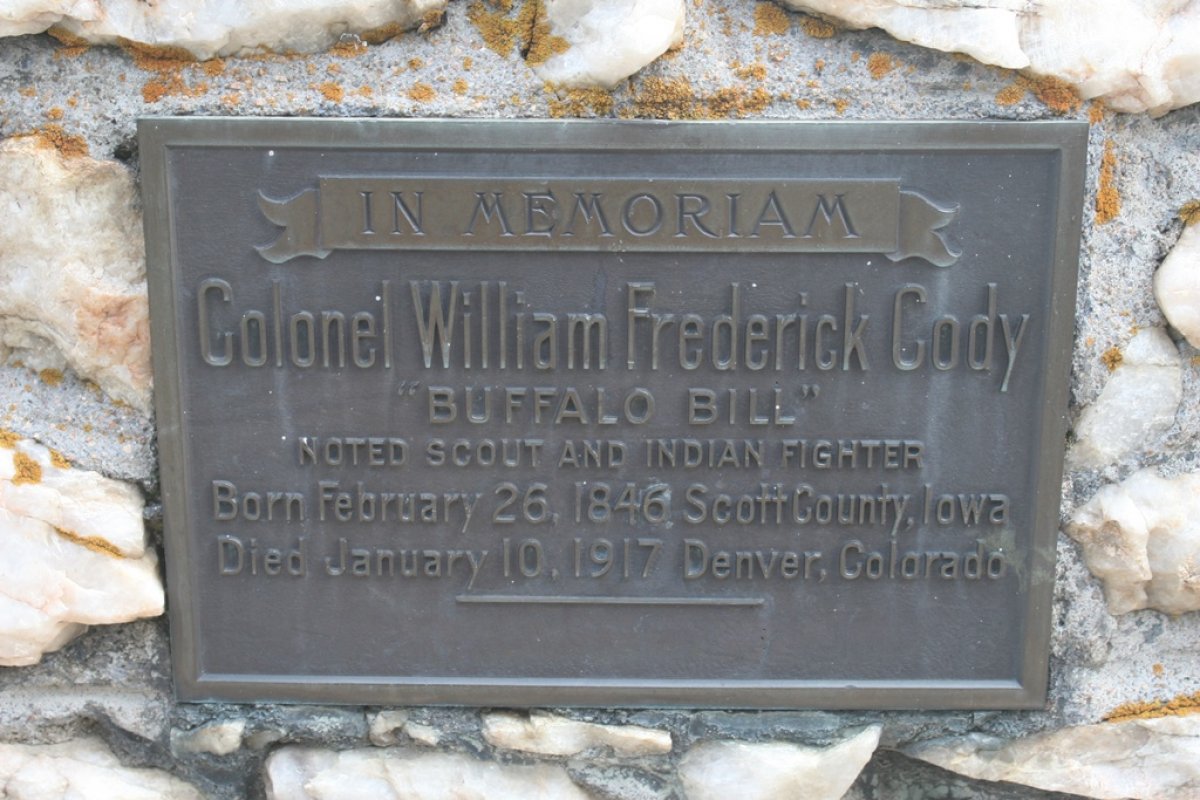 IN MEMORIAM
Colonel William Frederick Cody
"BUFFALO BILL"
NOTED SCOUT AND INDIAN FIGHTER
Born February 26, 1846 Scott County, Iowa
Died January 10, 1917 Denver, Colorado